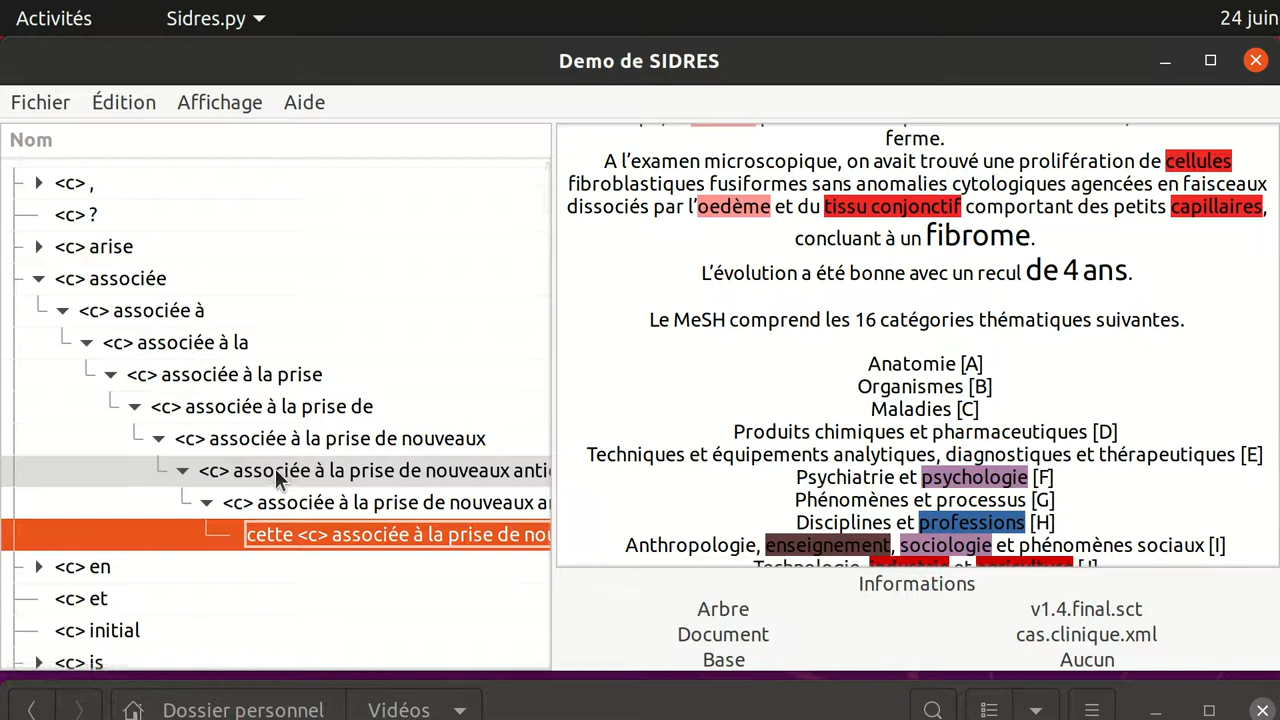 Activités
Sidres.py
24 juin
Demo de SIDRES
Fichier
Édition
Affichage
Aide
Nom
<c> ,
<c> ?
<c> arise
<c> associée
<c> associée à
<c> associée à la
<c> associée à la prise
<c> associée à la prise de
<c> associée à la prise de nouveaux
<c> associée à la prise de nouveaux anti
<c> associée à la prise de nouveaux a
cette <c> associée à la prise de nou
<c> en
<c> et
<c> initial
<c> is
ferme.
A l’examen microscopique, on avait trouvé une prolifération de cellules
fibroblastiques fusiformes sans anomalies cytologiques agencées en faisceaux
dissociés par l’oedème et du tissu conjonctif comportant des petits capillaires,
concluant à un fibrome.
L’évolution a été bonne avec un recul de 4 ans.
Le MeSH comprend les 16 catégories thématiques suivantes.
Anatomie [A]
Organismes [B]
Maladies [C]
Produits chimiques et pharmaceutiques [D]
Techniques et équipements analytiques, diagnostiques et thérapeutiques [E]
Psychiatrie et psychologie [F]
Phénomènes et processus [G]
Disciplines et professions [H]
Anthropologie, enseignement, sociologie et phénomènes sociaux [I]
Technologie, industrie et agriculture [J]
Informations
Arbre v1.4.final.sct
Document cas.clinique.xml
Base Aucun
Dossier personnel
Vidéos